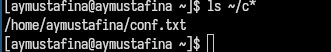 [aymustafina@aymustafina ~]$ ls ~/c*
/home/aymustafina/conf.txt
[aymustafina@aymustafina ~]$